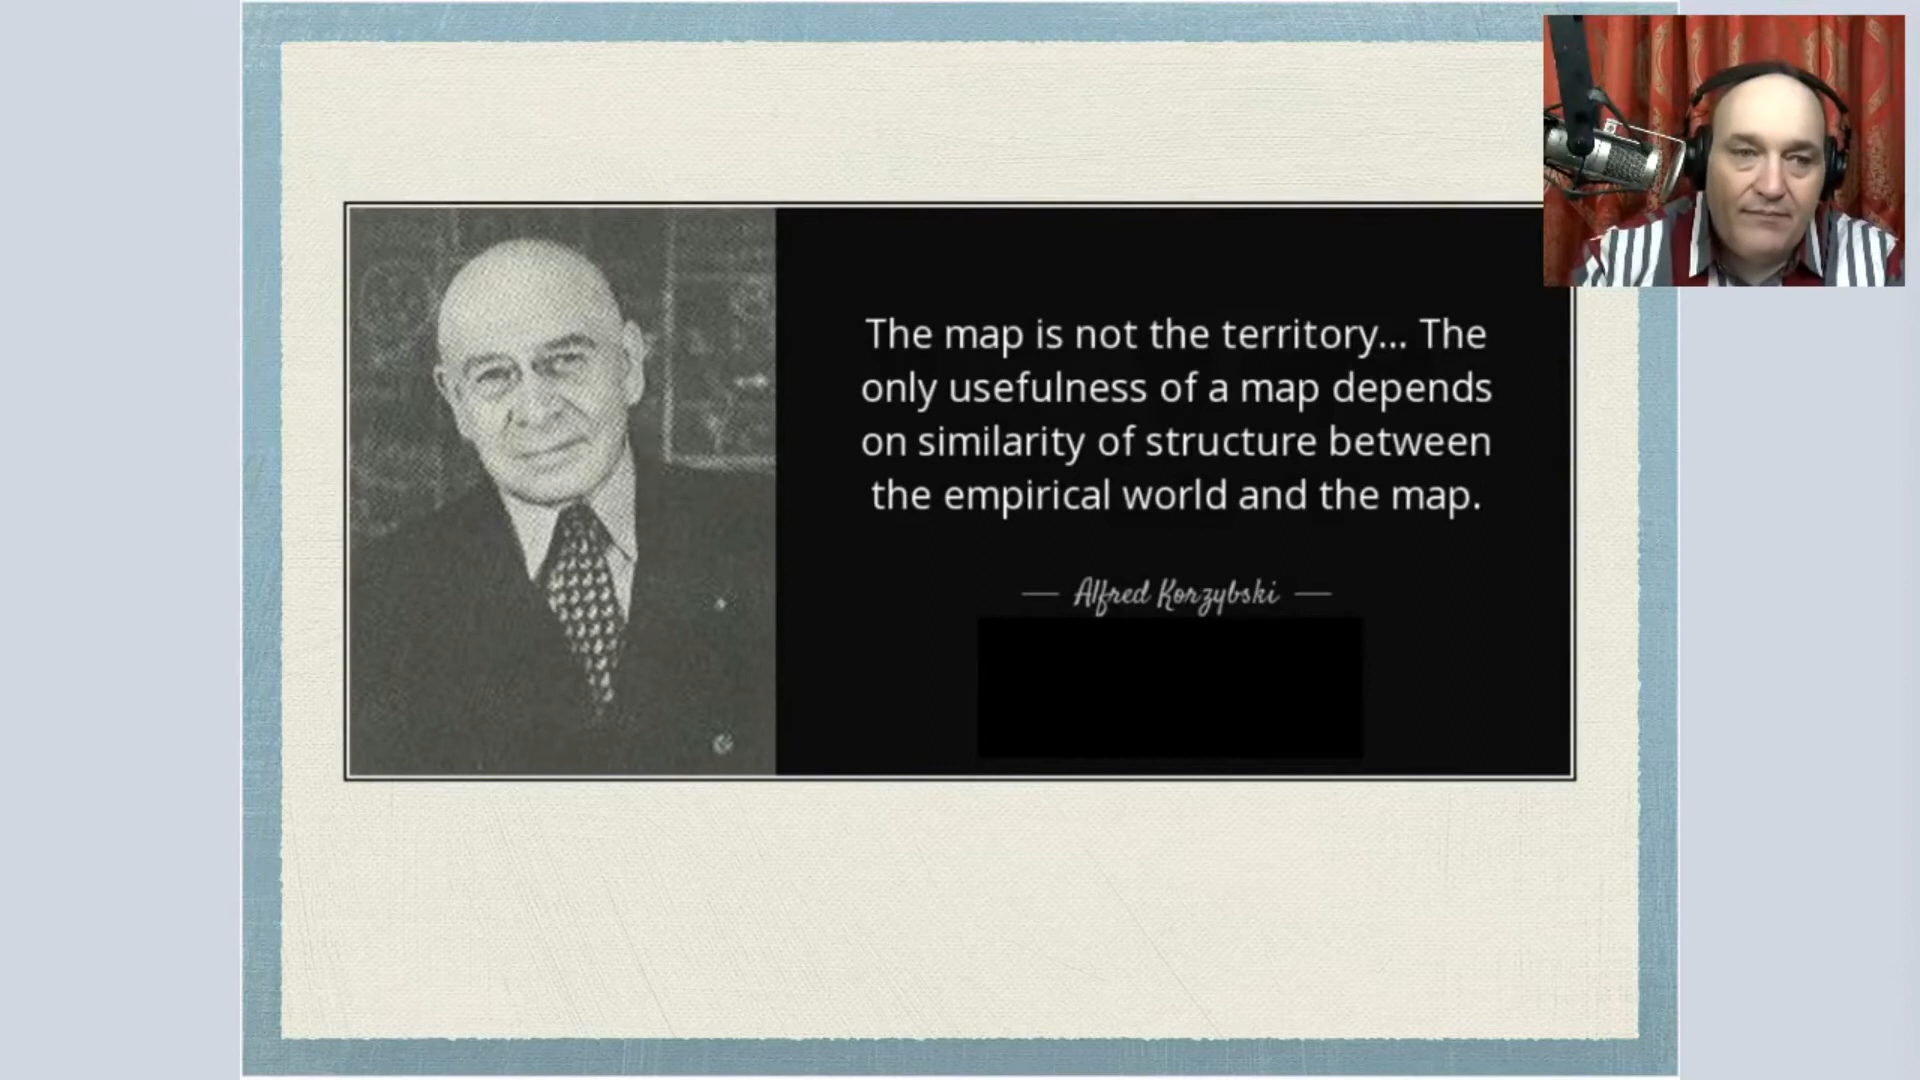 The map is not the territory... The
only usefulness of a map depends
on similarity of structure between
the empirical world and the map.
— Alfred Korzybski —